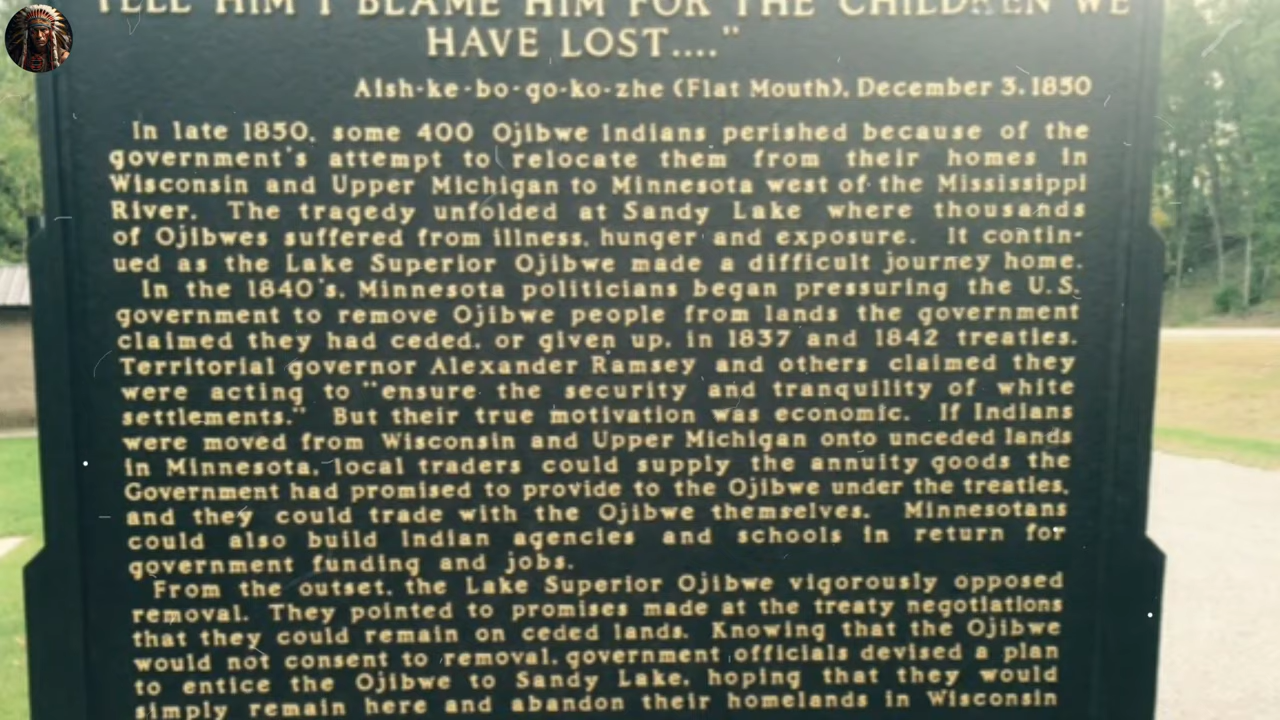 TELL HIM I BLAME HIM FOR THE CHILDREN WE
HAVE LOST...."
Aish-ke-bo-go-ko-zhe (Flat Mouth), December 3, 1850
In late 1850, some 400 Ojibwe Indians perished because of the
government's attempt to relocate them from their homes in
Wisconsin and Upper Michigan to Minnesota west of the Mississippi
River. The tragedy unfolded at Sandy Lake where thousands
of Ojibwes suffered from illness, hunger and exposure. It contin-
ued as the Lake Superior Ojibwe made a difficult journey home.
In the 1840's, Minnesota politicians began pressuring the U.S.
government to remove Ojibwe people from lands the government
claimed they had ceded, or given up, in 1837 and 1842 treaties.
Territorial governor Alexander Ramsey and others claimed they
were acting to "ensure the security and tranquility of white
settlements." But their true motivation was economic. If Indians
were moved from Wisconsin and Upper Michigan onto unceded lands
in Minnesota, local traders could supply the annuity goods the
Government had promised to provide to the Ojibwe under the treaties,
and they could trade with the Ojibwe themselves. Minnesotans
could also build Indian agencies and schools in return for
government funding and jobs.
From the outset, the Lake Superior Ojibwe vigorously opposed
removal. They pointed to promises made at the treaty negotiations
that they could remain on ceded lands. Knowing that the Ojibwe
would not consent to removal, government officials devised a plan
to entice the Ojibwe to Sandy Lake, hoping that they would
simply remain here and abandon their homelands in Wisconsin